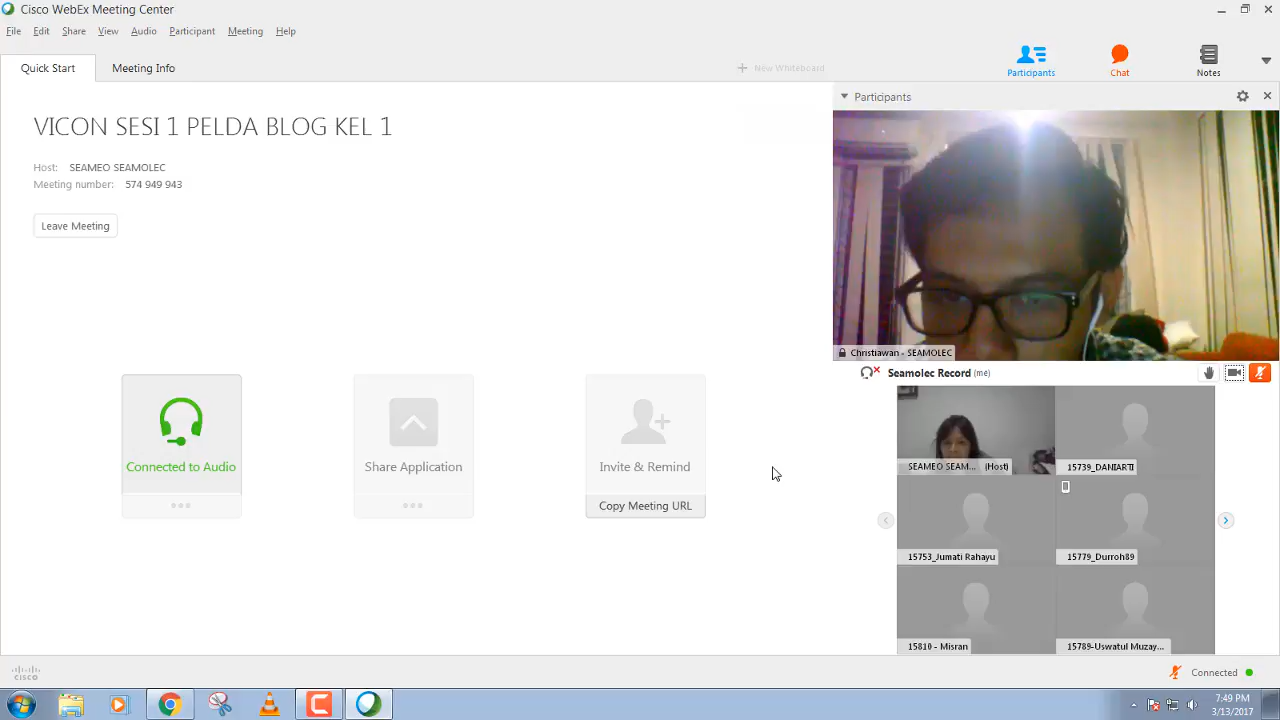 Cisco WebEx Meeting Center
File Edit Share View Audio Participant Meeting Help
Quick Start Meeting Info
New Whiteboard
Participants Chat Notes
Participants
VICON SESI 1 PELDA BLOG KEL 1
Host: SEAMEO SEAMOLEC
Meeting number: 574 949 943
Leave Meeting
Christiawan - SEAMOLEC
Seamolec Record (me)
Connected to Audio
Share Application
Invite & Remind
Copy Meeting URL
SEAMEO SEAM... (Host)
15739_DANIARTI
15753_Jumati Rahayu
15779_Durroh89
15810 - Misran
15789-Uswatul Muzay...
cisco
Connected
7:49 PM
3/13/2017